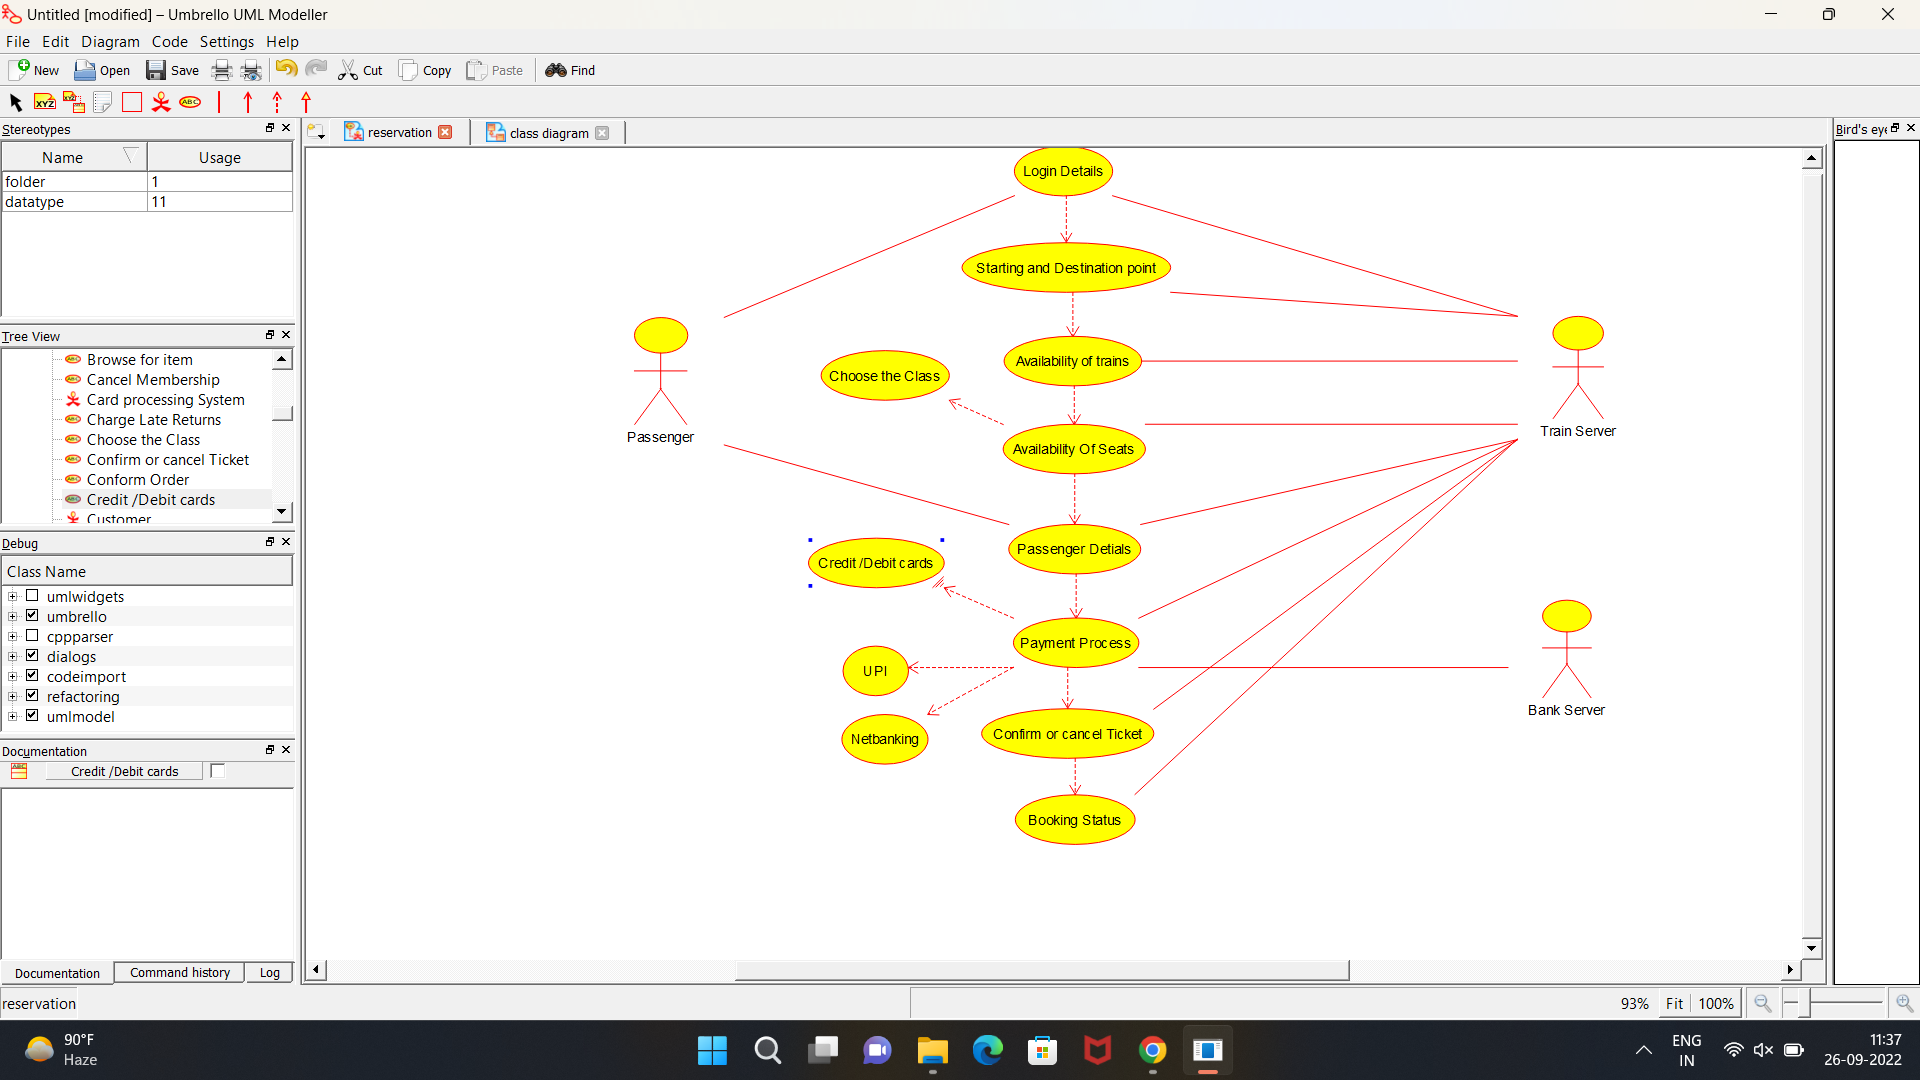 Untitled [modified] – Umbrello UML Modeller
File Edit Diagram Code Settings Help
New Open Save Cut Copy Paste Find
XYZ XYZ ABC
Stereotypes
Name Usage
folder 1
datatype 11
Tree View
Browse for item
Cancel Membership
Card processing System
Charge Late Returns
Choose the Class
Confirm or cancel Ticket
Conform Order
Credit /Debit cards
Customer
Debug
Class Name
umlwidgets
umbrello
cppparser
dialogs
codeimport
refactoring
umlmodel
Documentation
Credit /Debit cards
Documentation Command history Log
reservation class diagram
Login Details
Starting and Destination point
Availability of trains
Choose the Class
Passenger
Train Server
Availability Of Seats
Passenger Detials
Credit /Debit cards
Payment Process
UPI
Bank Server
Confirm or cancel Ticket
Netbanking
Booking Status
Bird's eye
reservation
93% Fit 100%
90°F
Haze
ENG
IN
11:37
26-09-2022